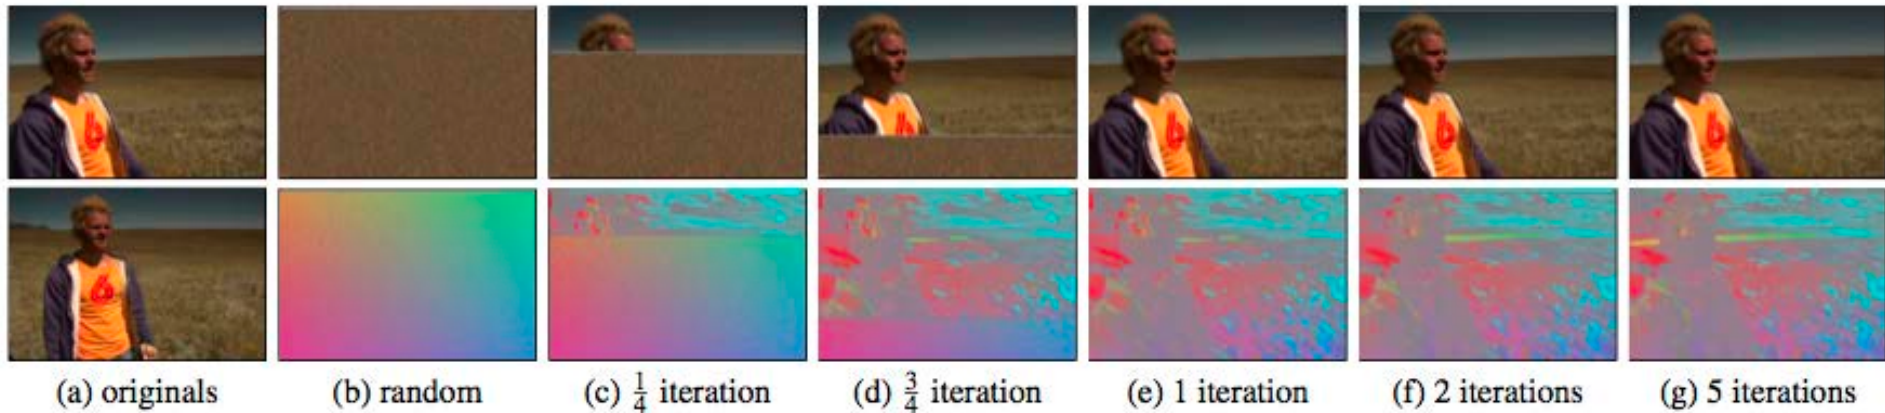 (a) originals (b) random (c) 1/4 iteration (d) 3/4 iteration (e) 1 iteration (f) 2 iterations (g) 5 iterations